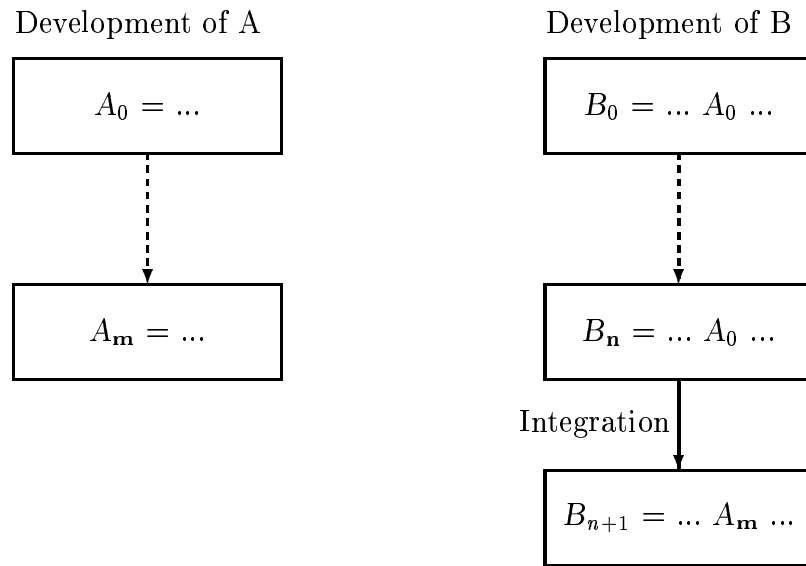 Development of A
Development of B
A₀ = ...
B₀ = ... A₀ ...
Aₘ = ...
Bₙ = ... A₀ ...
Integration
Bₙ₊₁ = ... Aₘ ...